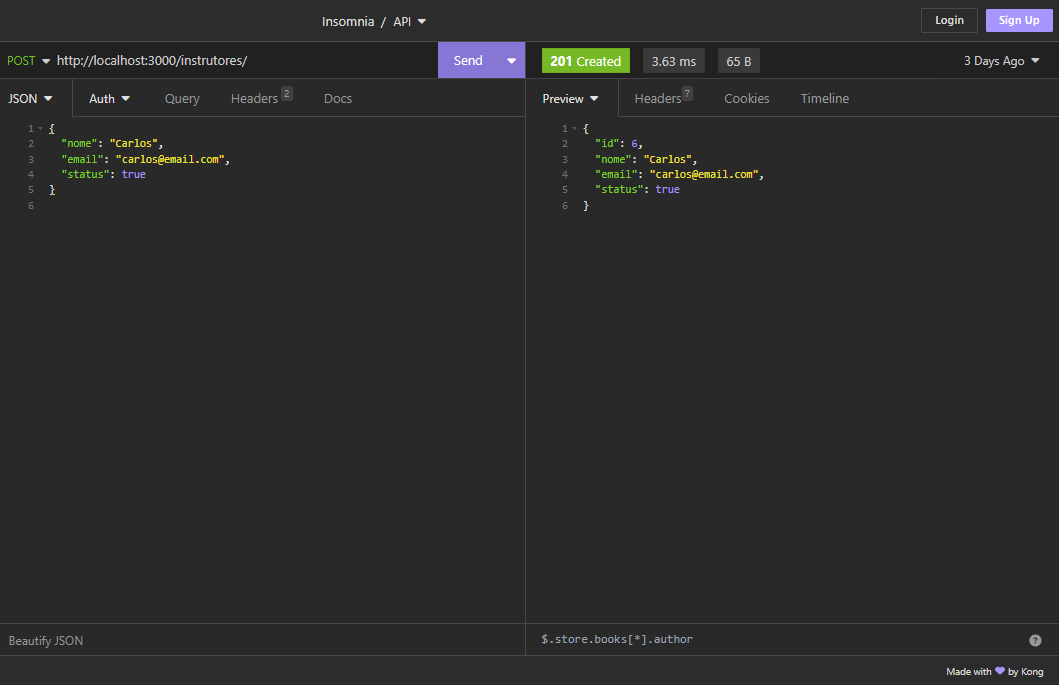 Insomnia / API
Login
Sign Up
POST http://localhost:3000/instrutores/
Send
201 Created
3.63 ms
65 B
3 Days Ago
JSON
Auth
Query
Headers 2
Docs
Preview
Headers 7
Cookies
Timeline
1 {
2 "nome": "Carlos",
3 "email": "carlos@email.com",
4 "status": true
5 }
6
1 {
2 "id": 6,
3 "nome": "Carlos",
4 "email": "carlos@email.com",
5 "status": true
6 }
Beautify JSON
$.store.books[*].author
?
Made with 💜 by Kong